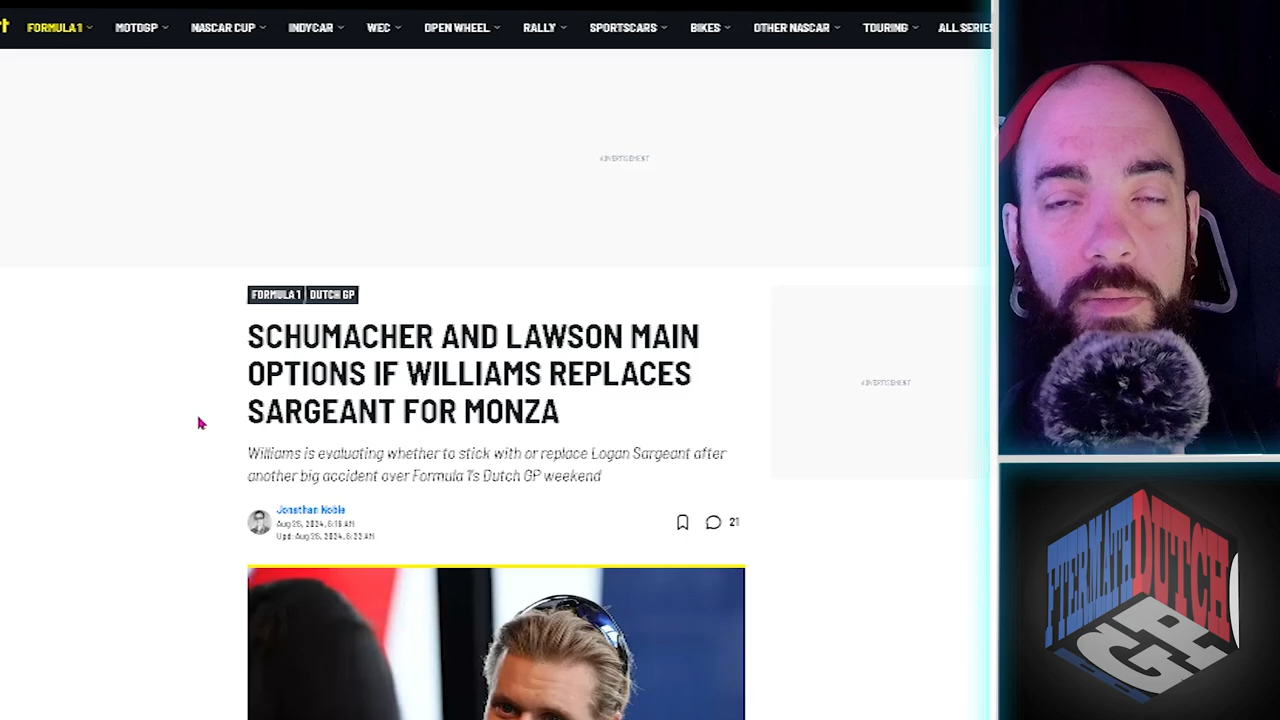 FORMULA 1 MOTOGP NASCAR CUP INDYCAR WEC OPEN WHEEL RALLY SPORTSCARS BIKES OTHER NASCAR TOURING ALL SERIES
ADVERTISEMENT
FORMULA 1 DUTCH GP
SCHUMACHER AND LAWSON MAIN
OPTIONS IF WILLIAMS REPLACES
SARGEANT FOR MONZA
Williams is evaluating whether to stick with or replace Logan Sargeant after
another big accident over Formula 1's Dutch GP weekend
Jonathan Noble
21
ADVERTISEMENT
FTERMATH DUTCH
GP